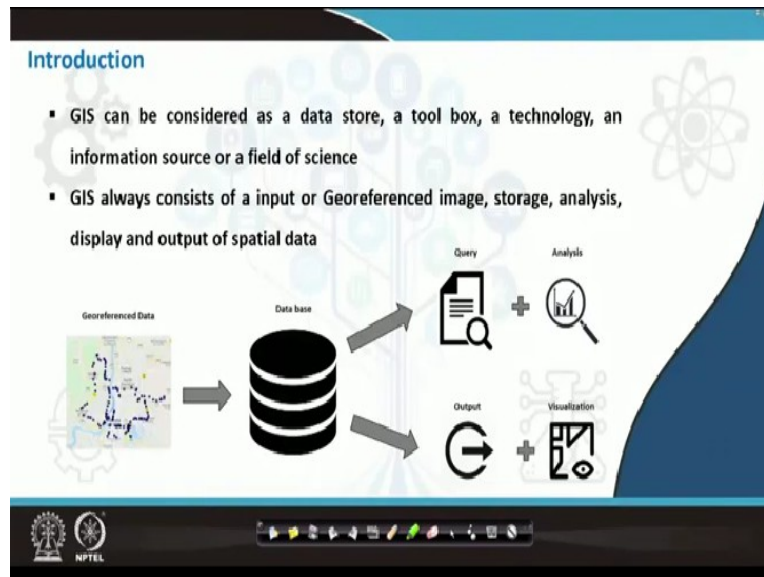 Introduction
▪ GIS can be considered as a data store, a tool box, a technology, an
information source or a field of science
▪ GIS always consists of a input or Georeferenced image, storage, analysis,
display and output of spatial data
Query
Analysis
Georeferenced Data
Data base
Output
Visualization
NPTEL